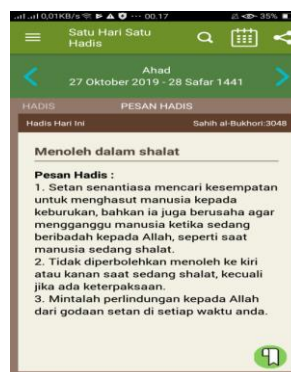 0,01KB/s ... 00.17 35%
Satu Hari Satu
Hadis
Ahad
27 Oktober 2019 - 28 Safar 1441
HADIS PESAN HADIS
Hadis Hari Ini Sahih al-Bukhori:3048
Menoleh dalam shalat
Pesan Hadis :
1. Setan senantiasa mencari kesempatan
untuk menghasut manusia kepada
keburukan, bahkan ia juga berusaha agar
mengganggu manusia ketika sedang
beribadah kepada Allah, seperti saat
manusia sedang shalat.
2. Tidak diperbolehkan menoleh ke kiri
atau kanan saat sedang shalat, kecuali
jika ada keterpaksaan.
3. Mintalah perlindungan kepada Allah
dari godaan setan di setiap waktu anda.